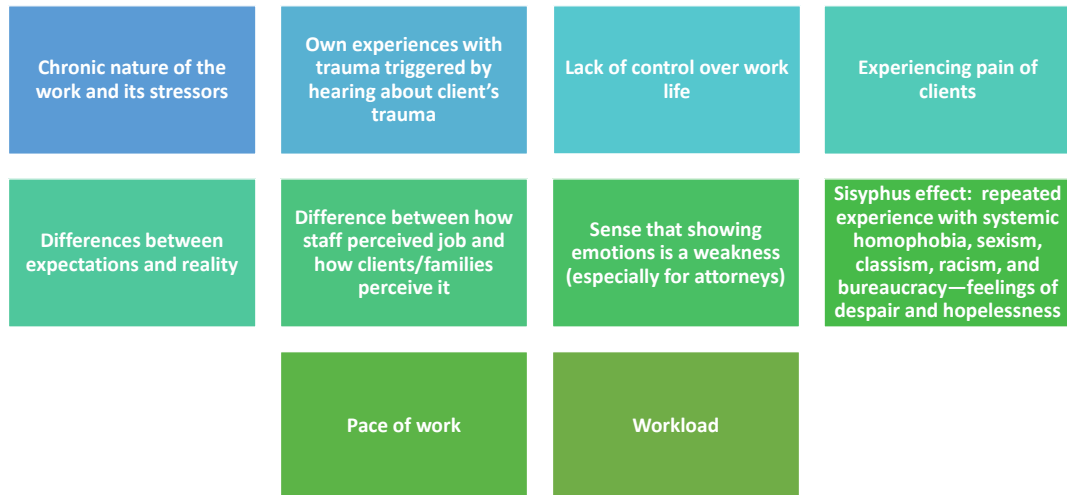 Chronic nature of the
work and its stressors
Own experiences with
trauma triggered by
hearing about client’s
trauma
Lack of control over work
life
Experiencing pain of
clients
Differences between
expectations and reality
Difference between how
staff perceived job and
how clients/families
perceive it
Sense that showing
emotions is a weakness
(especially for attorneys)
Sisyphus effect:  repeated
experience with systemic
homophobia, sexism,
classism, racism, and
bureaucracy—feelings of
despair and hopelessness
Pace of work
Workload